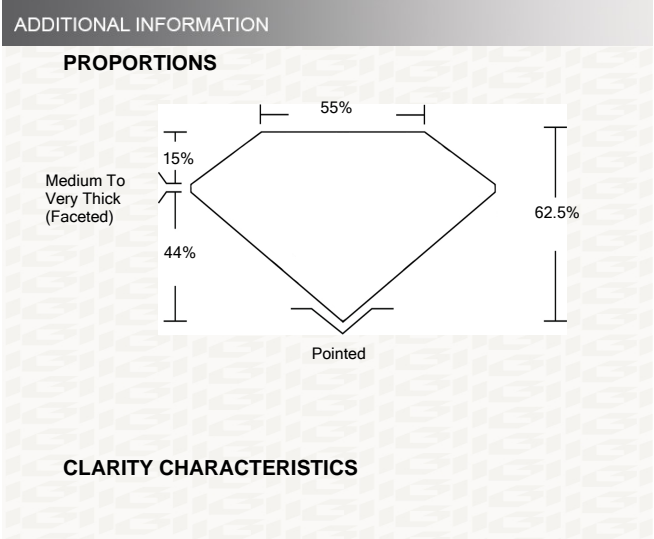 ADDITIONAL INFORMATION
PROPORTIONS
55%
15%
Medium To
Very Thick
(Faceted)
62.5%
44%
Pointed
CLARITY CHARACTERISTICS